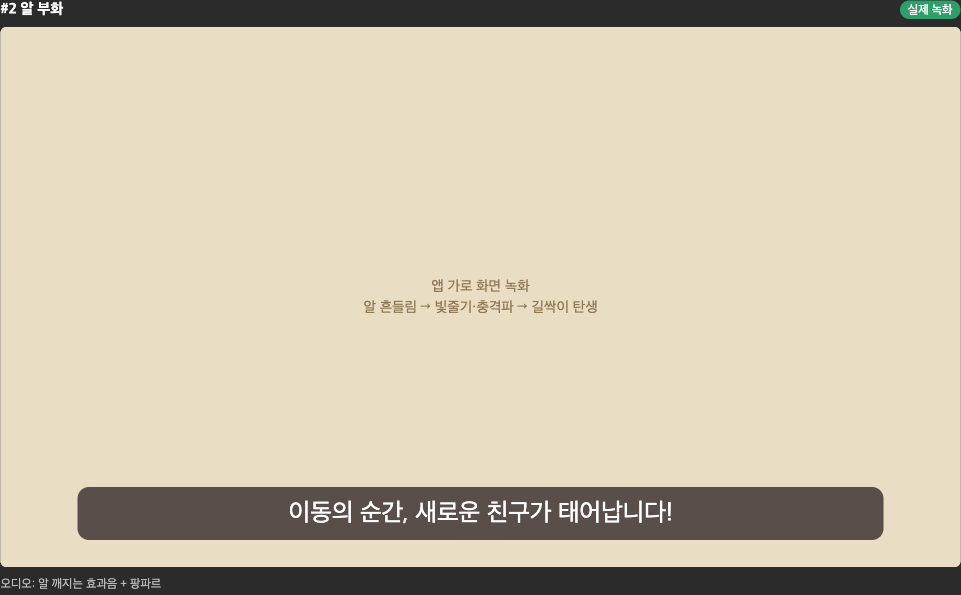 #2 알 부화
실제 녹화
앱 가로 화면 녹화
알 흔들림 → 빛줄기·충격파 → 길싹이 탄생
이동의 순간, 새로운 친구가 태어납니다!
오디오: 알 깨지는 효과음 + 팡파르